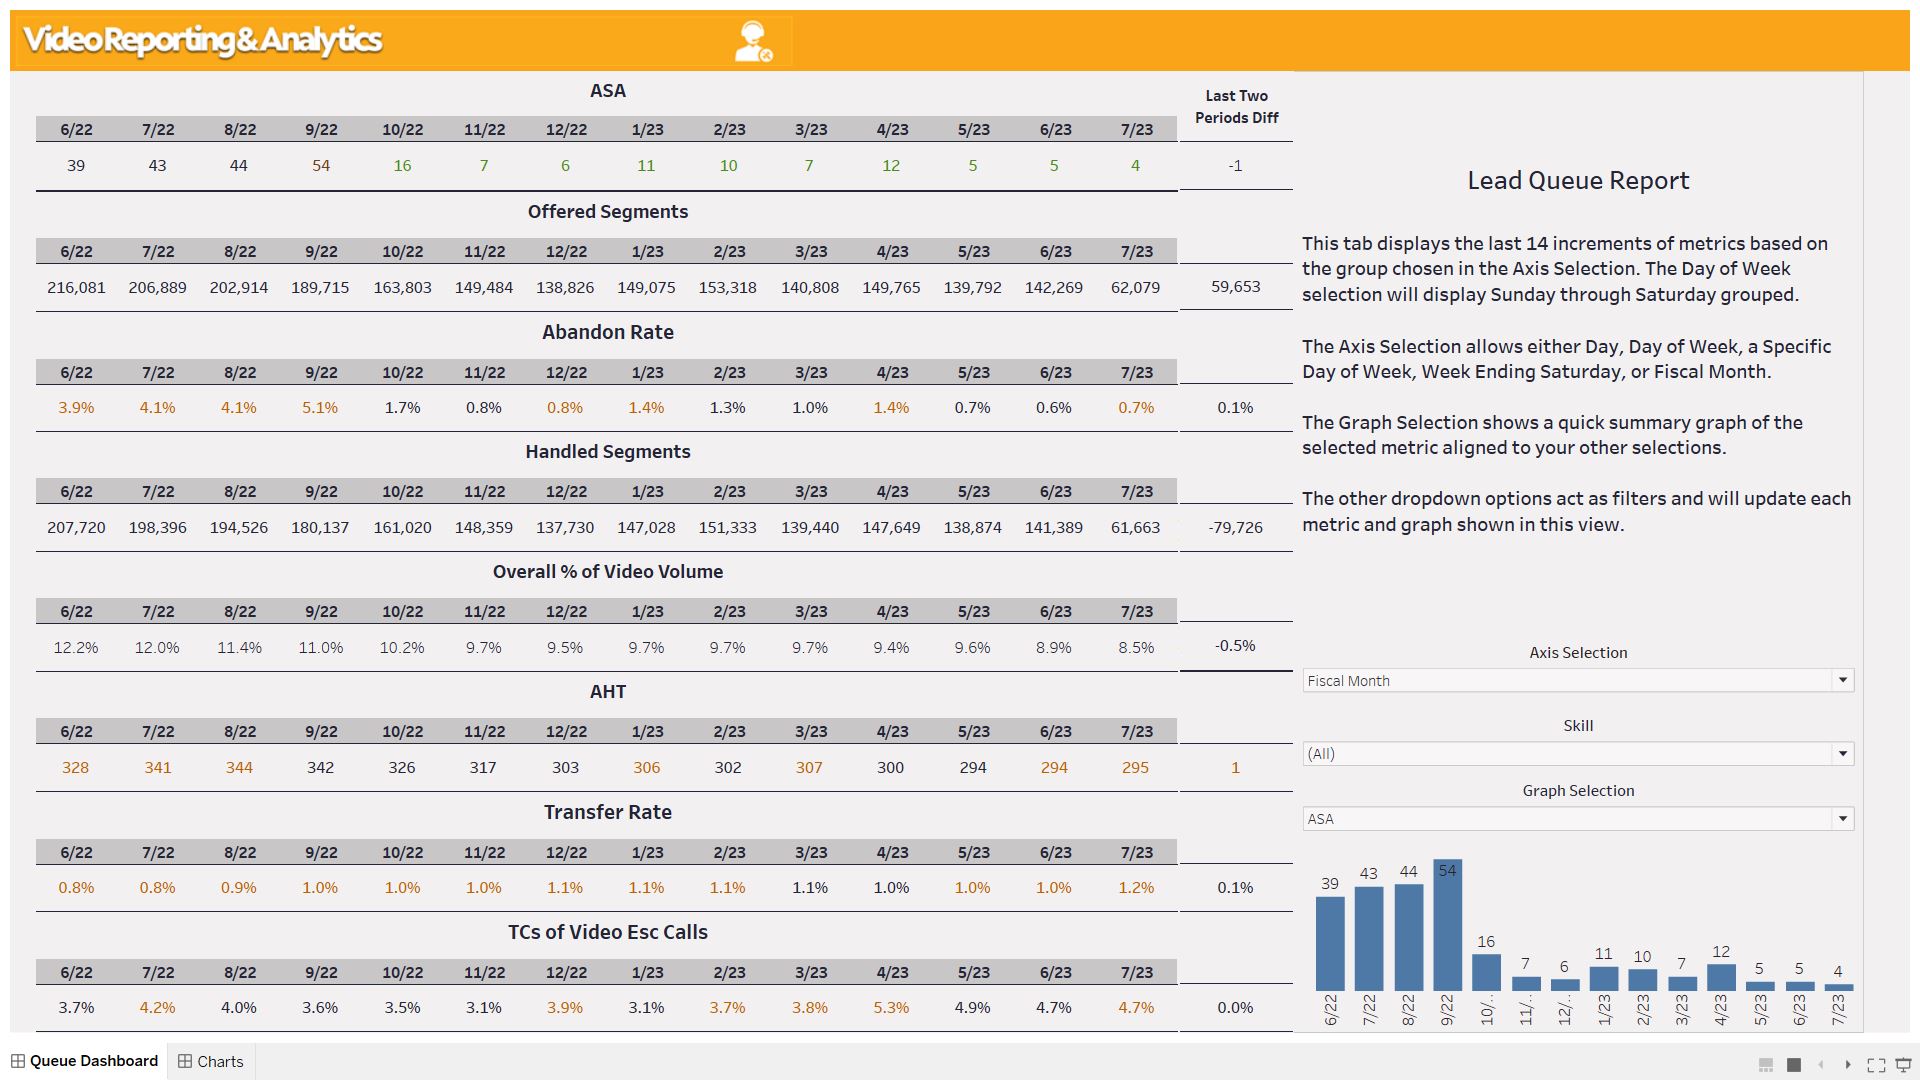 Video Reporting & Analytics
ASA
6/22 7/22 8/22 9/22 10/22 11/22 12/22 1/23 2/23 3/23 4/23 5/23 6/23 7/23
39 43 44 54 16 7 6 11 10 7 12 5 5 4
Last Two
Periods Diff
-1
Offered Segments
6/22 7/22 8/22 9/22 10/22 11/22 12/22 1/23 2/23 3/23 4/23 5/23 6/23 7/23
216,081 206,889 202,914 189,715 163,803 149,484 138,826 149,075 153,318 140,808 149,765 139,792 142,269 62,079 59,653
Abandon Rate
6/22 7/22 8/22 9/22 10/22 11/22 12/22 1/23 2/23 3/23 4/23 5/23 6/23 7/23
3.9% 4.1% 4.1% 5.1% 1.7% 0.8% 0.8% 1.4% 1.3% 1.0% 1.4% 0.7% 0.6% 0.7% 0.1%
Handled Segments
6/22 7/22 8/22 9/22 10/22 11/22 12/22 1/23 2/23 3/23 4/23 5/23 6/23 7/23
207,720 198,396 194,526 180,137 161,020 148,359 137,730 147,028 151,333 139,440 147,649 138,874 141,389 61,663 -79,726
Overall % of Video Volume
6/22 7/22 8/22 9/22 10/22 11/22 12/22 1/23 2/23 3/23 4/23 5/23 6/23 7/23
12.2% 12.0% 11.4% 11.0% 10.2% 9.7% 9.5% 9.7% 9.7% 9.7% 9.4% 9.6% 8.9% 8.5% -0.5%
AHT
6/22 7/22 8/22 9/22 10/22 11/22 12/22 1/23 2/23 3/23 4/23 5/23 6/23 7/23
328 341 344 342 326 317 303 306 302 307 300 294 294 295 1
Transfer Rate
6/22 7/22 8/22 9/22 10/22 11/22 12/22 1/23 2/23 3/23 4/23 5/23 6/23 7/23
0.8% 0.8% 0.9% 1.0% 1.0% 1.0% 1.1% 1.1% 1.1% 1.1% 1.0% 1.0% 1.0% 1.2% 0.1%
TCs of Video Esc Calls
6/22 7/22 8/22 9/22 10/22 11/22 12/22 1/23 2/23 3/23 4/23 5/23 6/23 7/23
3.7% 4.2% 4.0% 3.6% 3.5% 3.1% 3.9% 3.1% 3.7% 3.8% 5.3% 4.9% 4.7% 4.7% 0.0%
Lead Queue Report
This tab displays the last 14 increments of metrics based on
the group chosen in the Axis Selection. The Day of Week
selection will display Sunday through Saturday grouped.
The Axis Selection allows either Day, Day of Week, a Specific
Day of Week, Week Ending Saturday, or Fiscal Month.
The Graph Selection shows a quick summary graph of the
selected metric aligned to your other selections.
The other dropdown options act as filters and will update each
metric and graph shown in this view.
Axis Selection
Fiscal Month
Skill
(All)
Graph Selection
ASA
39 43 44 54 16 7 6 11 10 7 12 5 5 4
6/22 7/22 8/22 9/22 10/.. 11/.. 12/.. 1/23 2/23 3/23 4/23 5/23 6/23 7/23
Queue Dashboard Charts